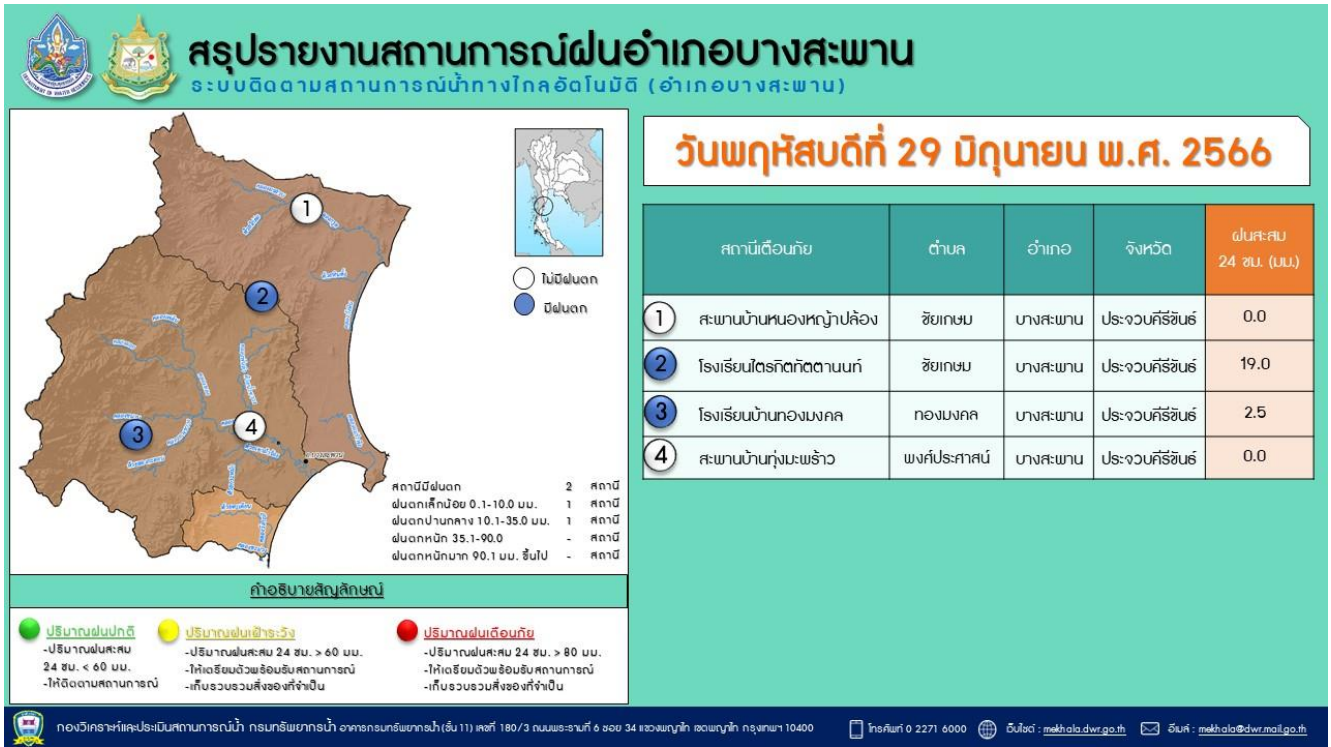 สรุปรายงานสถานการณ์ฝนอำเภอบางสะพาน
ระบบติดตามสถานการณ์น้ำทางไกลอัตโนมัติ (อำเภอบางสะพาน)
วันพฤหัสบดีที่ 29 มิถุนายน พ.ศ. 2566
1
2
3
4
ไม่มีฝนตก
มีฝนตก
สถานีมีฝนตก 2 สถานี
ฝนตกเล็กน้อย 0.1-10.0 มม. 1 สถานี
ฝนตกปานกลาง 10.1-35.0 มม. 1 สถานี
ฝนตกหนัก 35.1-90.0 - สถานี
ฝนตกหนักมาก 90.1 มม. ขึ้นไป - สถานี
สถานีเตือนภัย ตำบล อำเภอ จังหวัด ฝนสะสม
24 ชม. (มม.)
1 สะพานบ้านหนองหญ้าปล้อง ชัยเกษม บางสะพาน ประจวบคีรีขันธ์ 0.0
2 โรงเรียนไตรกิตทัตตานนท์ ชัยเกษม บางสะพาน ประจวบคีรีขันธ์ 19.0
3 โรงเรียนบ้านทองมงคล ทองมงคล บางสะพาน ประจวบคีรีขันธ์ 2.5
4 สะพานบ้านทุ่งมะพร้าว พงศ์ประศาสน์ บางสะพาน ประจวบคีรีขันธ์ 0.0
คำอธิบายสัญลักษณ์
ปริมาณฝนปกติ
-ปริมาณฝนสะสม
24 ชม. < 60 มม.
-ให้ติดตามสถานการณ์
ปริมาณฝนเฝ้าระวัง
-ปริมาณฝนสะสม 24 ชม. > 60 มม.
-ให้เตรียมตัวพร้อมรับสถานการณ์
-เก็บรวบรวมสิ่งของที่จำเป็น
ปริมาณฝนเตือนภัย
-ปริมาณฝนสะสม 24 ชม. > 80 มม.
-ให้เตรียมตัวพร้อมรับสถานการณ์
-เก็บรวบรวมสิ่งของที่จำเป็น
กองวิเคราะห์และประเมินสถานการณ์น้ำ กรมทรัพยากรน้ำ อาคารกรมทรัพยากรน้ำ (ชั้น 11) เลขที่ 180/3 ถนนพระรามที่ 6 ซอย 34 แขวงพญาไท เขตพญาไท กรุงเทพฯ 10400 โทรศัพท์ 0 2271 6000 เว็บไซต์ : mekhala.dwr.go.th อีเมล์ : mekhala@dwr.mail.go.th